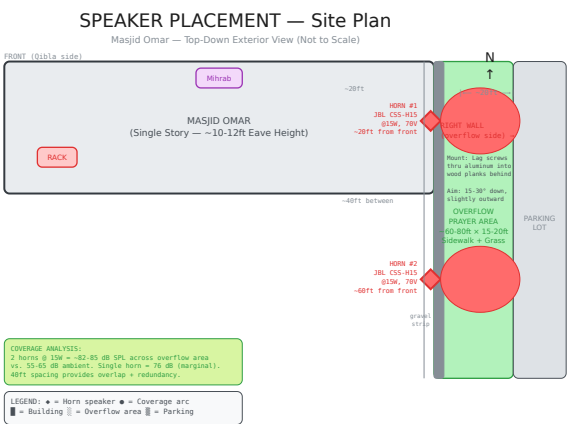 SPEAKER PLACEMENT — Site Plan
Masjid Omar — Top-Down Exterior View (Not to Scale)
FRONT (Qibla side)
N
↑
Mihrab
~20ft
MASJID OMAR
(Single Story — ~10-12ft Eave Height)
RACK
HORN #1
JBL CSS-H15
@15W, 70V
~20ft from front
RIGHT WALL
(overflow side) →
Mount: Lag screws
thru aluminum into
wood planks behind
Aim: 15-30° down,
slightly outward
~40ft between
OVERFLOW
PRAYER AREA
~60-80ft × 15-20ft
Sidewalk + Grass
PARKING
LOT
HORN #2
JBL CSS-H15
@15W, 70V
~60ft from front
gravel
strip
COVERAGE ANALYSIS:
2 horns @ 15W = ~82-85 dB SPL across overflow area
vs. 55-65 dB ambient. Single horn = 76 dB (marginal).
40ft spacing provides overlap + redundancy.
LEGEND: ◆ = Horn speaker ● = Coverage arc
█ = Building ░ = Overflow area ▒ = Parking